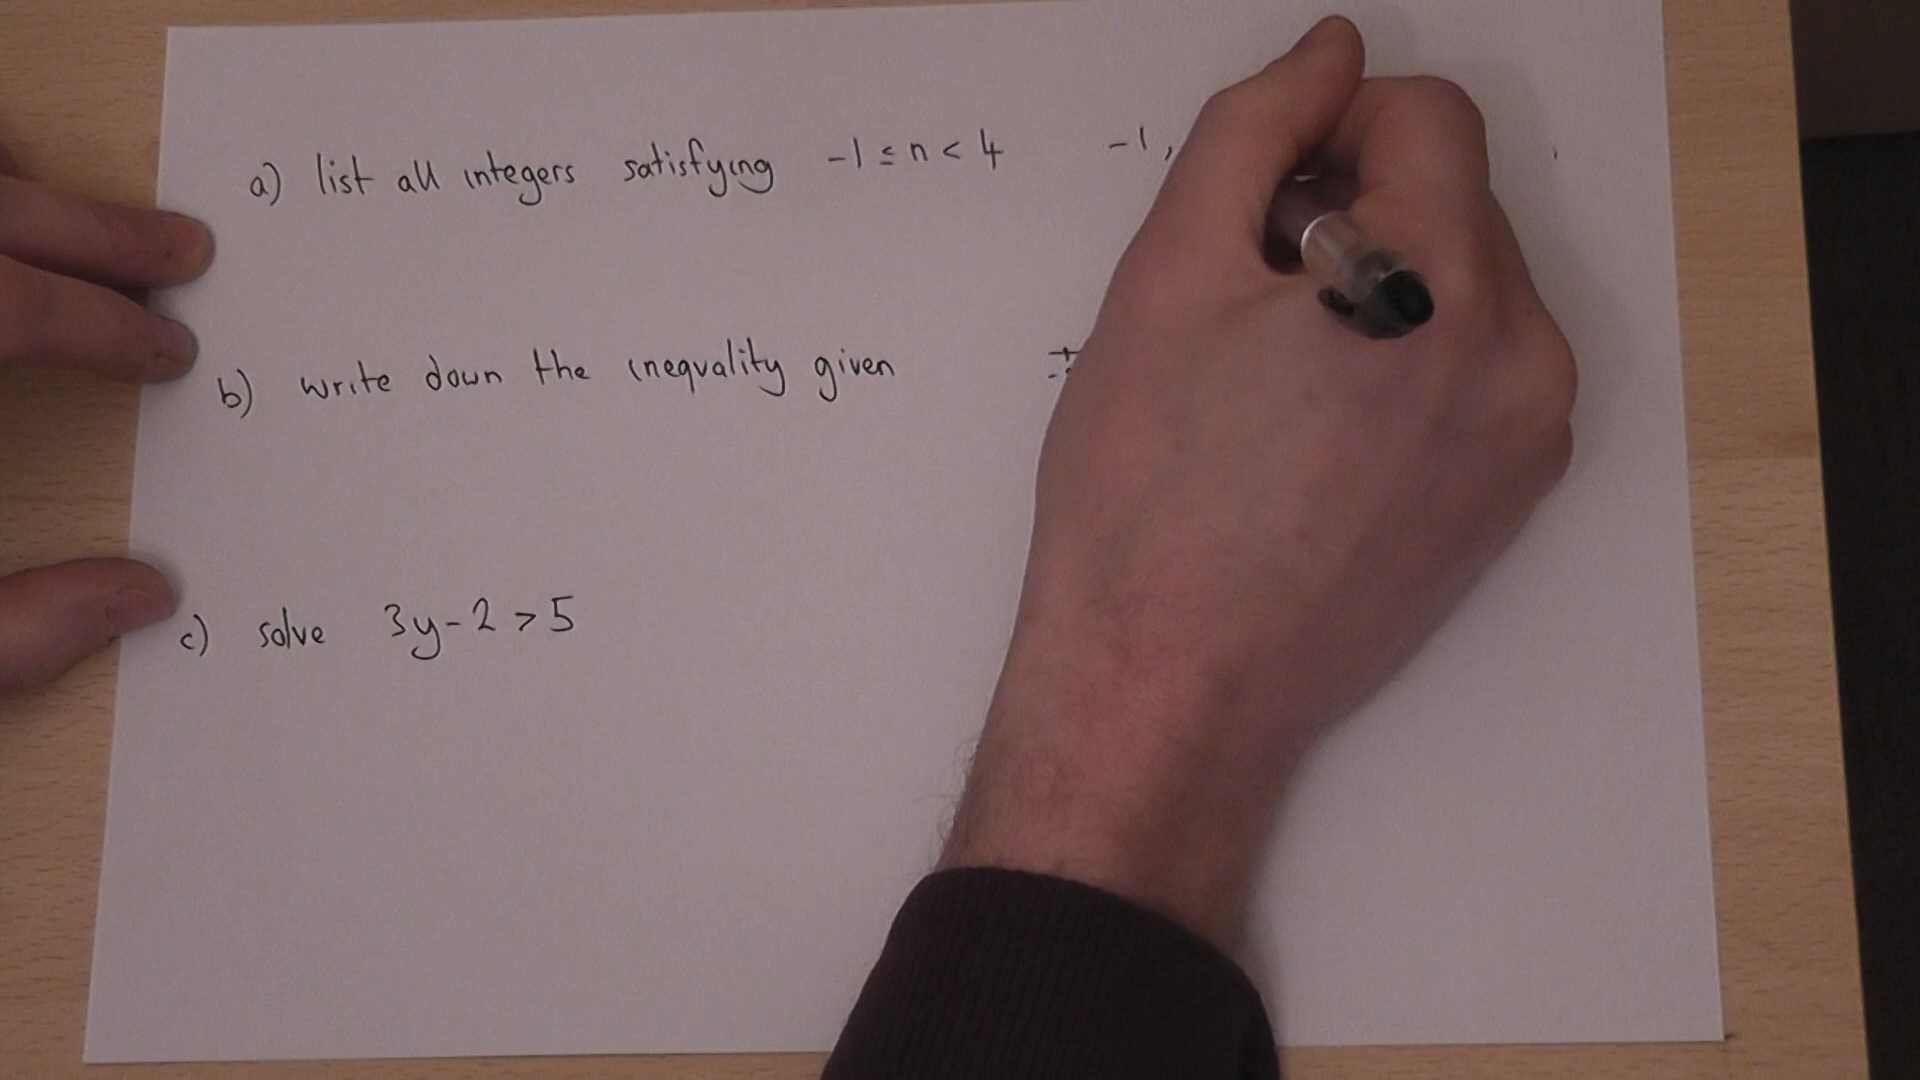 a) list all integers satisfying -1 ≤ n < 4 -1,
b) write down the inequality given
c) solve 3y-2 > 5